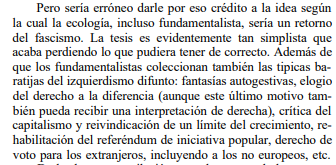 Pero sería erróneo darle por eso crédito a la idea según
la cual la ecología, incluso fundamentalista, sería un retorno
del fascismo. La tesis es evidentemente tan simplista que
acaba perdiendo lo que pudiera tener de correcto. Además de
que los fundamentalistas coleccionan también las tipicas ba-
ratijas del izquierdismo difunto: fantasías autogestivas, elogio
del derecho a la diferencia (aunque este último motivo tam-
bién pueda recibir una interpretación de derecha), crítica del
capitalismo y reivindicación de un límite del crecimiento, re-
habilitación del referéndum de iniciativa popular, derecho de
voto para los extranjeros, incluyendo a los no europeos, etc.